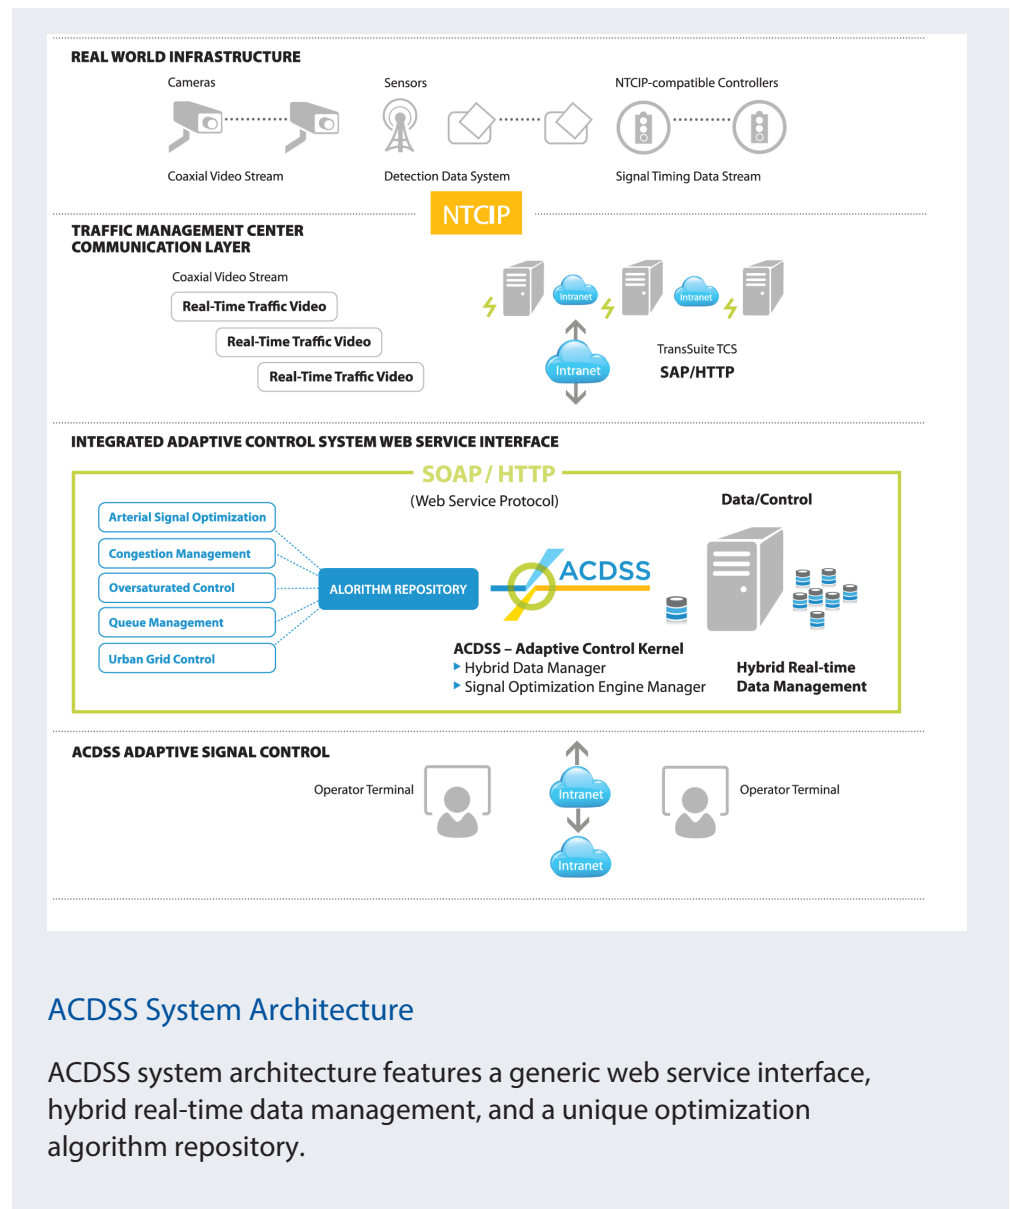 REAL WORLD INFRASTRUCTURE
Cameras
Sensors
NTCIP-compatible Controllers
Coaxial Video Stream
Detection Data System
Signal Timing Data Stream
NTCIP
TRAFFIC MANAGEMENT CENTER
COMMUNICATION LAYER
Coaxial Video Stream
Real-Time Traffic Video
Real-Time Traffic Video
Real-Time Traffic Video
Intranet
Intranet
Intranet
TransSuite TCS
SAP/HTTP
INTEGRATED ADAPTIVE CONTROL SYSTEM WEB SERVICE INTERFACE
SOAP / HTTP
(Web Service Protocol)
Data/Control
Arterial Signal Optimization
Congestion Management
Oversaturated Control
Queue Management
Urban Grid Control
ALORITHM REPOSITORY
ACDSS
ACDSS – Adaptive Control Kernel
Hybrid Data Manager
Signal Optimization Engine Manager
Hybrid Real-time
Data Management
ACDSS ADAPTIVE SIGNAL CONTROL
Operator Terminal
Intranet
Operator Terminal
Intranet
ACDSS System Architecture
ACDSS system architecture features a generic web service interface,
hybrid real-time data management, and a unique optimization
algorithm repository.